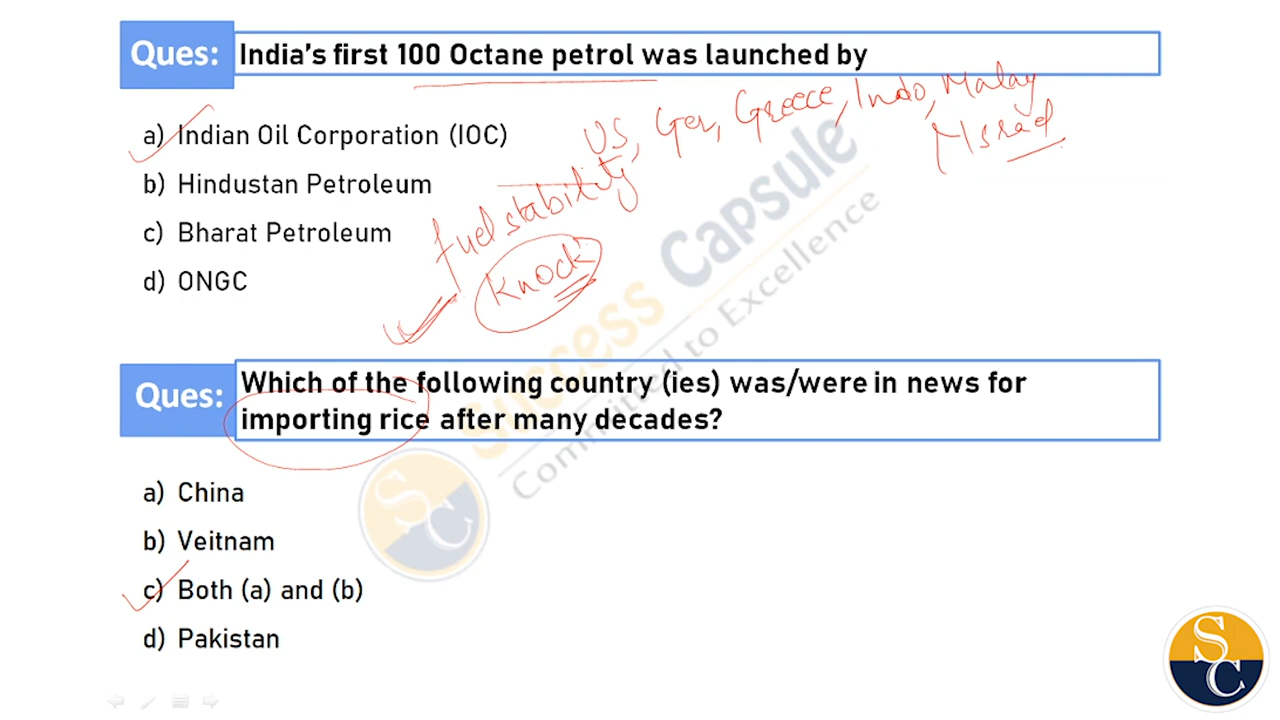 Ques: India's first 100 Octane petrol was launched by
a) Indian Oil Corporation (IOC)
b) Hindustan Petroleum
c) Bharat Petroleum
d) ONGC
US, Ger, Greece, Indo, Malay
Israel
fuel stability
Knock
Ques: Which of the following country (ies) was/were in news for
importing rice after many decades?
a) China
b) Veitnam
c) Both (a) and (b)
d) Pakistan
Success Capsule
Committed to Excellence
SC
SC